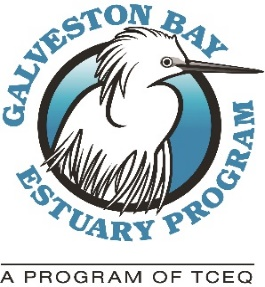 GALVESTON BAY
ESTUARY PROGRAM
A PROGRAM OF TCEQ